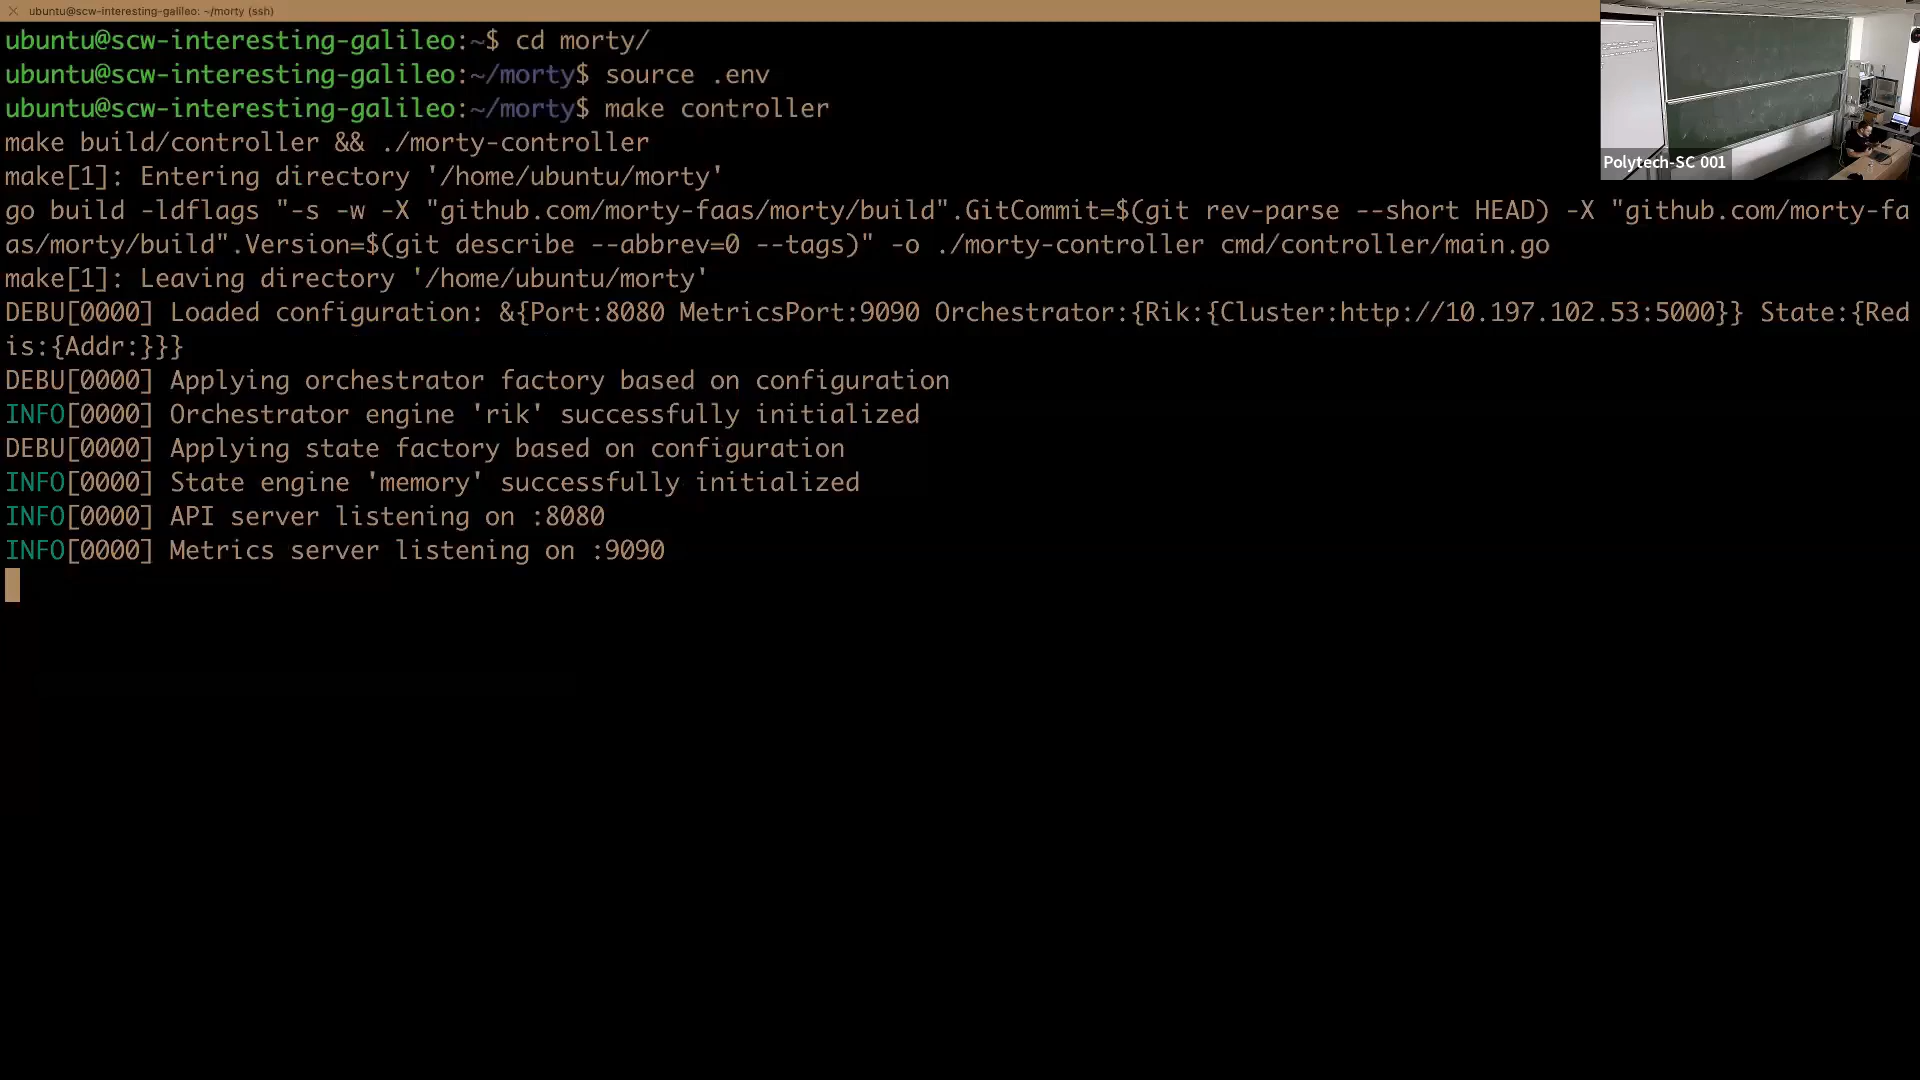 ubuntu@scw-interesting-galileo: ~/morty (ssh)
ubuntu@scw-interesting-galileo:~$ cd morty/
ubuntu@scw-interesting-galileo:~/morty$ source .env
ubuntu@scw-interesting-galileo:~/morty$ make controller
make build/controller && ./morty-controller
make[1]: Entering directory '/home/ubuntu/morty'
go build -ldflags "-s -w -X "github.com/morty-faas/morty/build".GitCommit=$(git rev-parse --short HEAD) -X "github.com/morty-fa
as/morty/build".Version=$(git describe --abbrev=0 --tags)" -o ./morty-controller cmd/controller/main.go
make[1]: Leaving directory '/home/ubuntu/morty'
DEBU[0000] Loaded configuration: &{Port:8080 MetricsPort:9090 Orchestrator:{Rik:{Cluster:http://10.197.102.53:5000}} State:{Red
is:{Addr:}}}
DEBU[0000] Applying orchestrator factory based on configuration
INFO[0000] Orchestrator engine 'rik' successfully initialized
DEBU[0000] Applying state factory based on configuration
INFO[0000] State engine 'memory' successfully initialized
INFO[0000] API server listening on :8080
INFO[0000] Metrics server listening on :9090
Polytech-SC 001